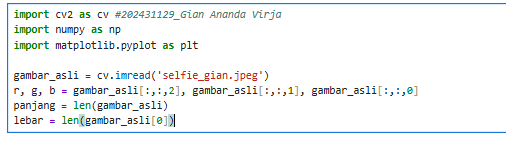 import cv2 as cv #202431129_Gian Ananda Virja
import numpy as np
import matplotlib.pyplot as plt
gambar_asli = cv.imread('selfie_gian.jpeg')
r, g, b = gambar_asli[:,:,2], gambar_asli[:,:,1], gambar_asli[:,:,0]
panjang = len(gambar_asli)
lebar = len(gambar_asli[0])